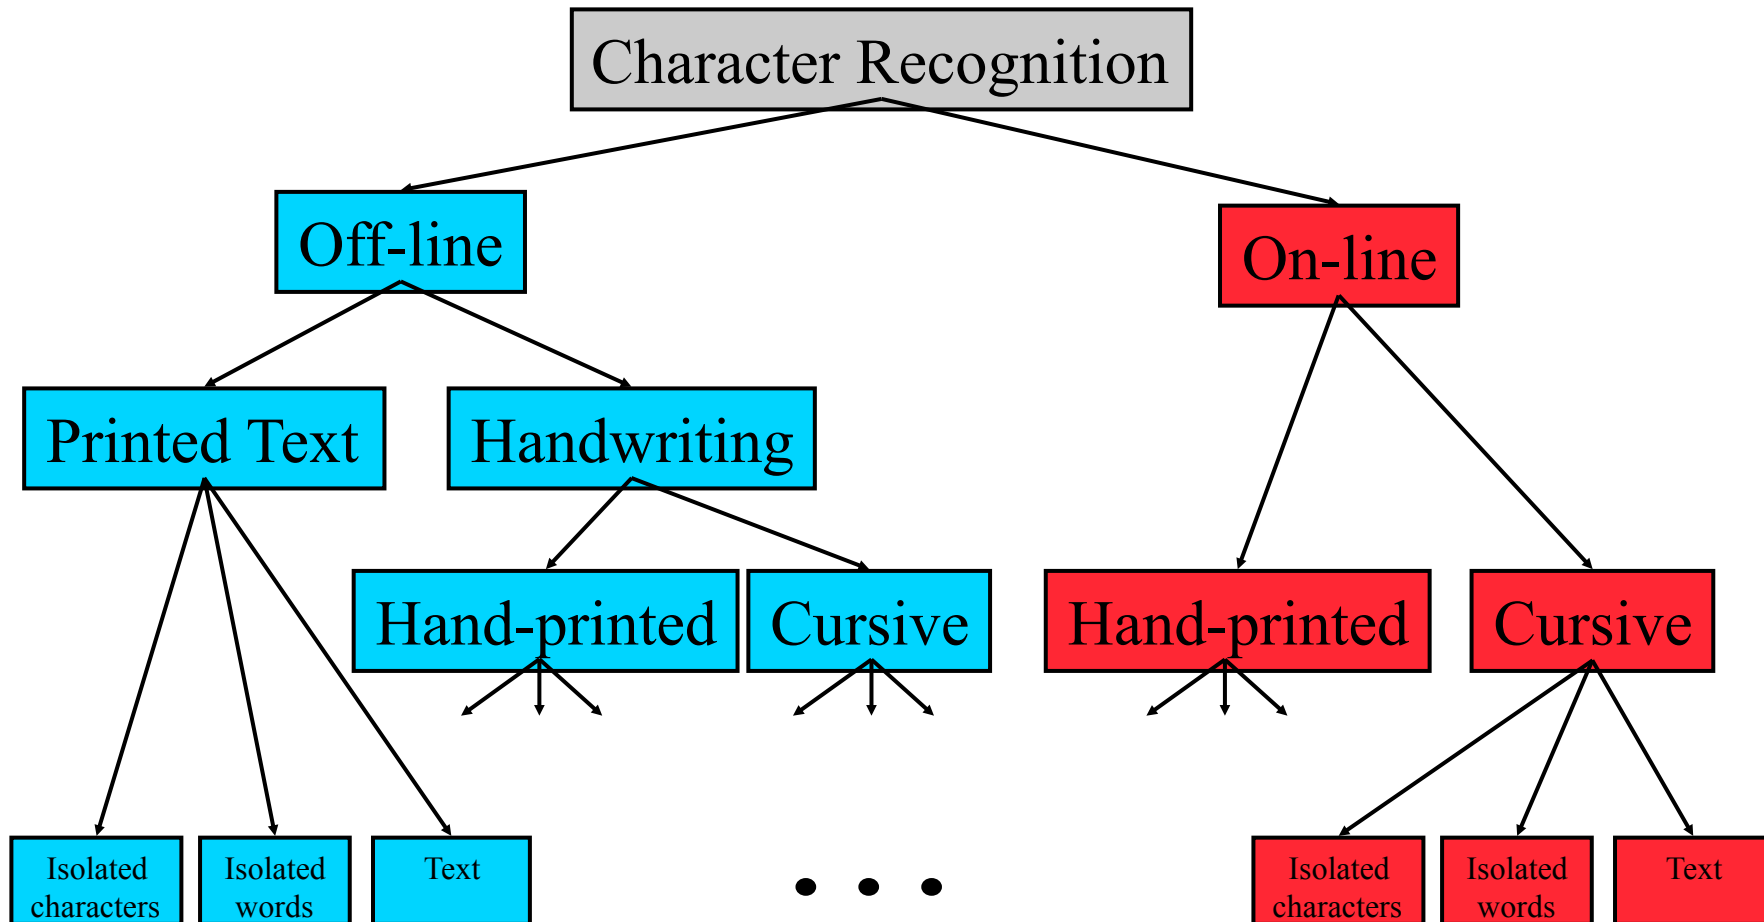 Character Recognition
Off-line
On-line
Printed Text
Handwriting
Hand-printed
Cursive
Hand-printed
Cursive
Isolated
characters
Isolated
words
Text
• • •
Isolated
characters
Isolated
words
Text